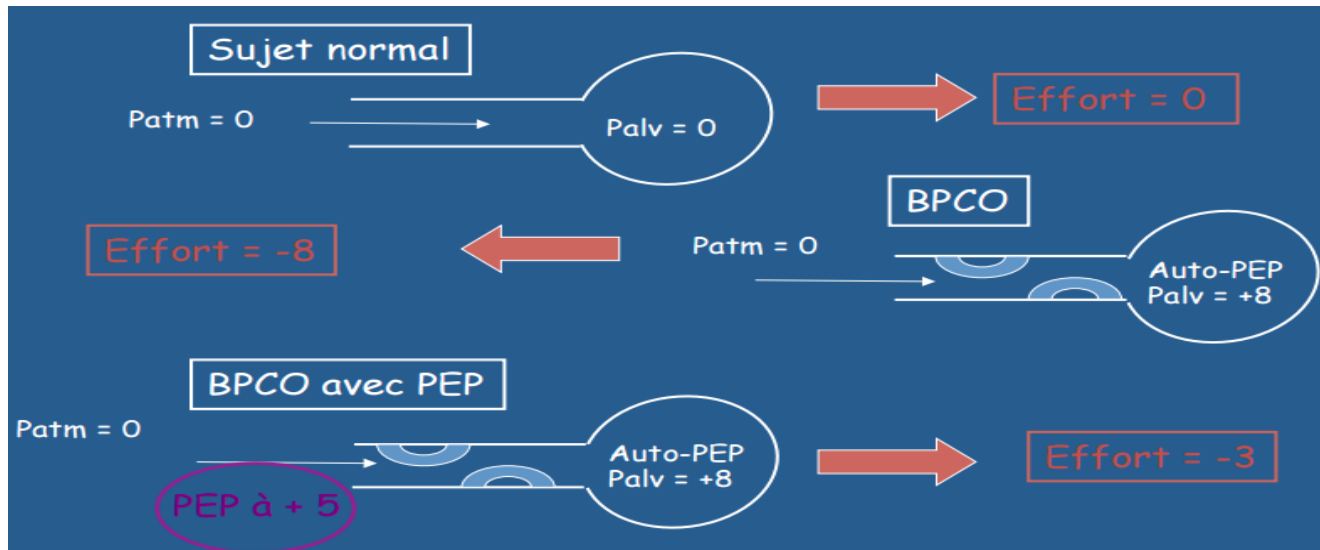 Sujet normal
Patm = 0
Palv = 0
Effort = 0
BPCO
Effort = -8
Patm = 0
Auto-PEP
Palv = +8
BPCO avec PEP
Patm = 0
PEP à + 5
Auto-PEP
Palv = +8
Effort = -3